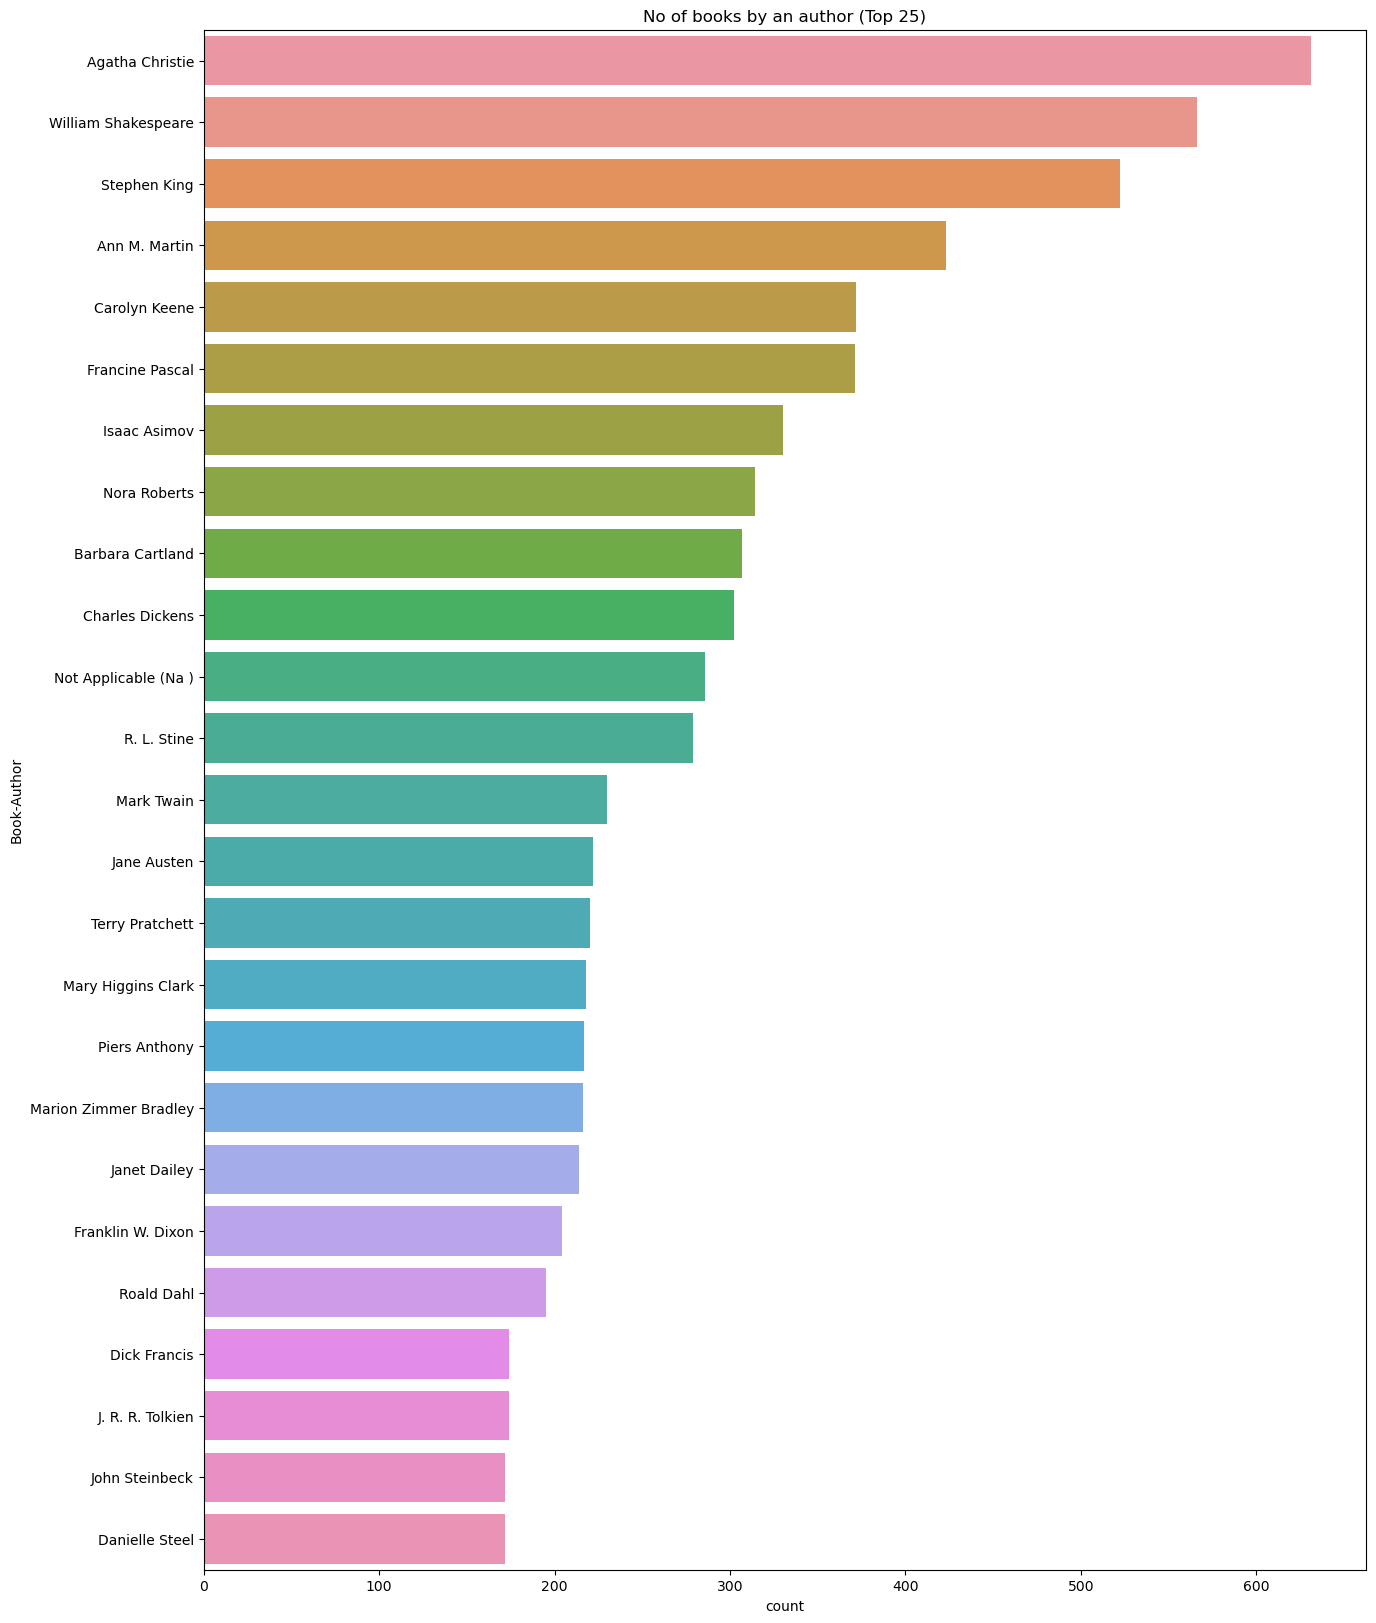 No of books by an author (Top 25)
Agatha Christie
William Shakespeare
Stephen King
Ann M. Martin
Carolyn Keene
Francine Pascal
Isaac Asimov
Nora Roberts
Barbara Cartland
Charles Dickens
Not Applicable (Na )
R. L. Stine
Mark Twain
Jane Austen
Terry Pratchett
Mary Higgins Clark
Piers Anthony
Marion Zimmer Bradley
Janet Dailey
Franklin W. Dixon
Roald Dahl
Dick Francis
J. R. R. Tolkien
John Steinbeck
Danielle Steel
Book-Author
0 100 200 300 400 500 600
count